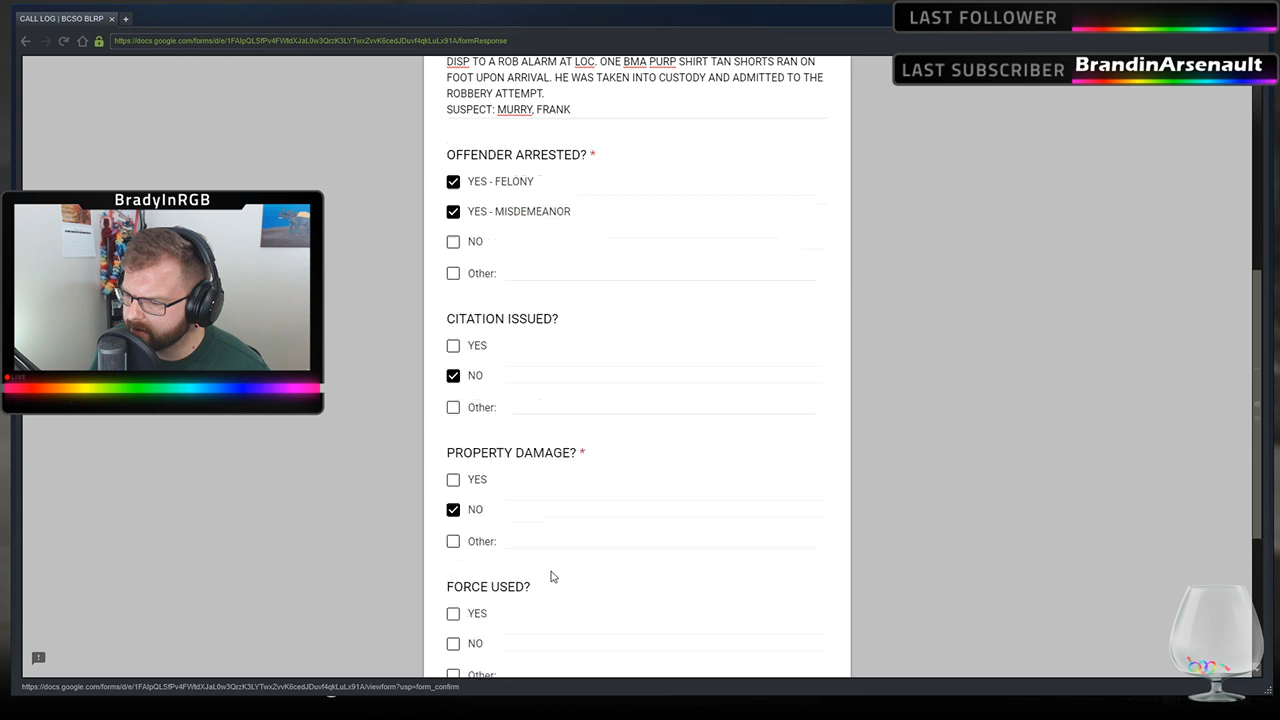 CALL LOG | BCSO BLRP
LAST FOLLOWER
https://docs.google.com/forms/d/e/1FAIpQLSfPv4FWtdXJaL0w3QrzK3LYTwxZvvK6cedJDuvf4qkLuLx91A/formResponse
LAST SUBSCRIBER BrandinArsenault
DISP TO A ROB ALARM AT LOC. ONE BMA PURP SHIRT TAN SHORTS RAN ON
FOOT UPON ARRIVAL. HE WAS TAKEN INTO CUSTODY AND ADMITTED TO THE
ROBBERY ATTEMPT.
SUSPECT: MURRY, FRANK
OFFENDER ARRESTED? *
YES - FELONY
YES - MISDEMEANOR
NO
Other:
BradyInRGB
LIVE
CITATION ISSUED?
YES
NO
Other:
PROPERTY DAMAGE? *
YES
NO
Other:
FORCE USED?
YES
NO
Other:
https://docs.google.com/forms/d/e/1FAIpQLSfPv4FWtdXJaL0w3QrzK3LYTwxZvvK6cedJDuvf4qkLuLx91A/viewform?usp=form_confirm